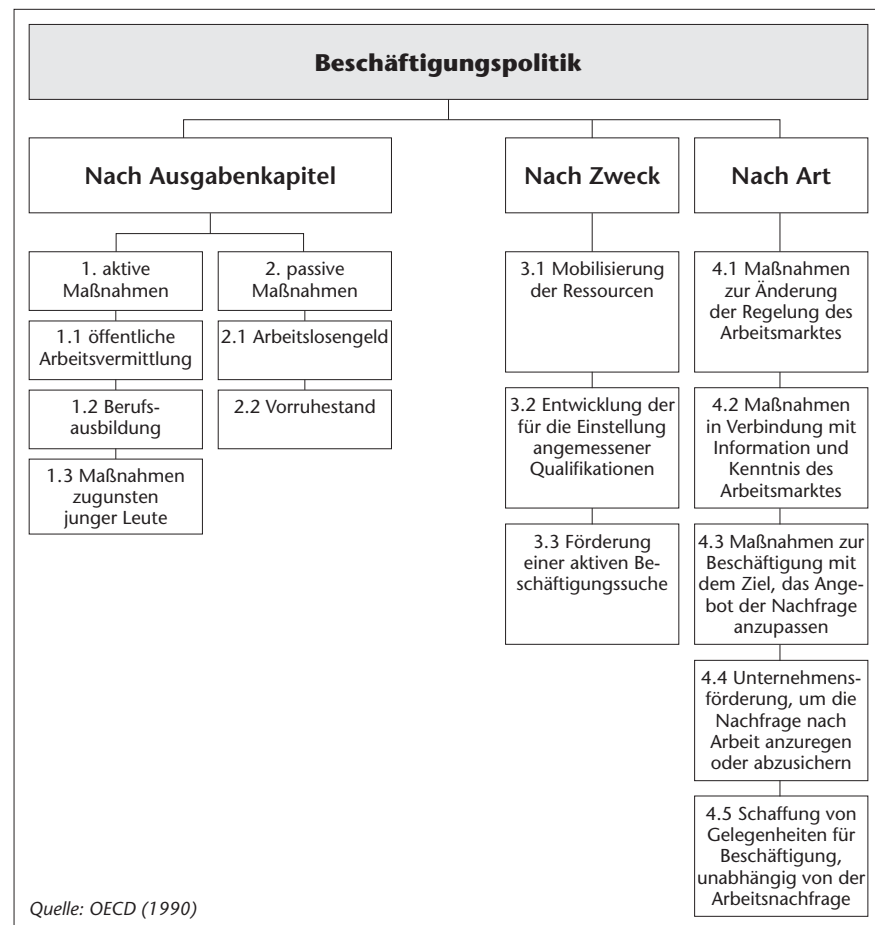 Beschäftigungspolitik
Nach Ausgabenkapitel
1. aktive
Maßnahmen
1.1 öffentliche
Arbeitsvermittlung
1.2 Berufs-
ausbildung
1.3 Maßnahmen
zugunsten
junger Leute
2. passive
Maßnahmen
2.1 Arbeitslosengeld
2.2 Vorruhestand
Nach Zweck
3.1 Mobilisierung
der Ressourcen
3.2 Entwicklung der
für die Einstellung
angemessener
Qualifikationen
3.3 Förderung
einer aktiven Be-
schäftigungssuche
Nach Art
4.1 Maßnahmen
zur Änderung
der Regelung des
Arbeitsmarktes
4.2 Maßnahmen
in Verbindung mit
Information und
Kenntnis des
Arbeitsmarktes
4.3 Maßnahmen zur
Beschäftigung mit
dem Ziel, das Ange-
bot der Nachfrage
anzupassen
4.4 Unternehmens-
förderung, um die
Nachfrage nach
Arbeit anzuregen
oder abzusichern
4.5 Schaffung von
Gelegenheiten für
Beschäftigung,
unabhängig von der
Arbeitsnachfrage
Quelle: OECD (1990)